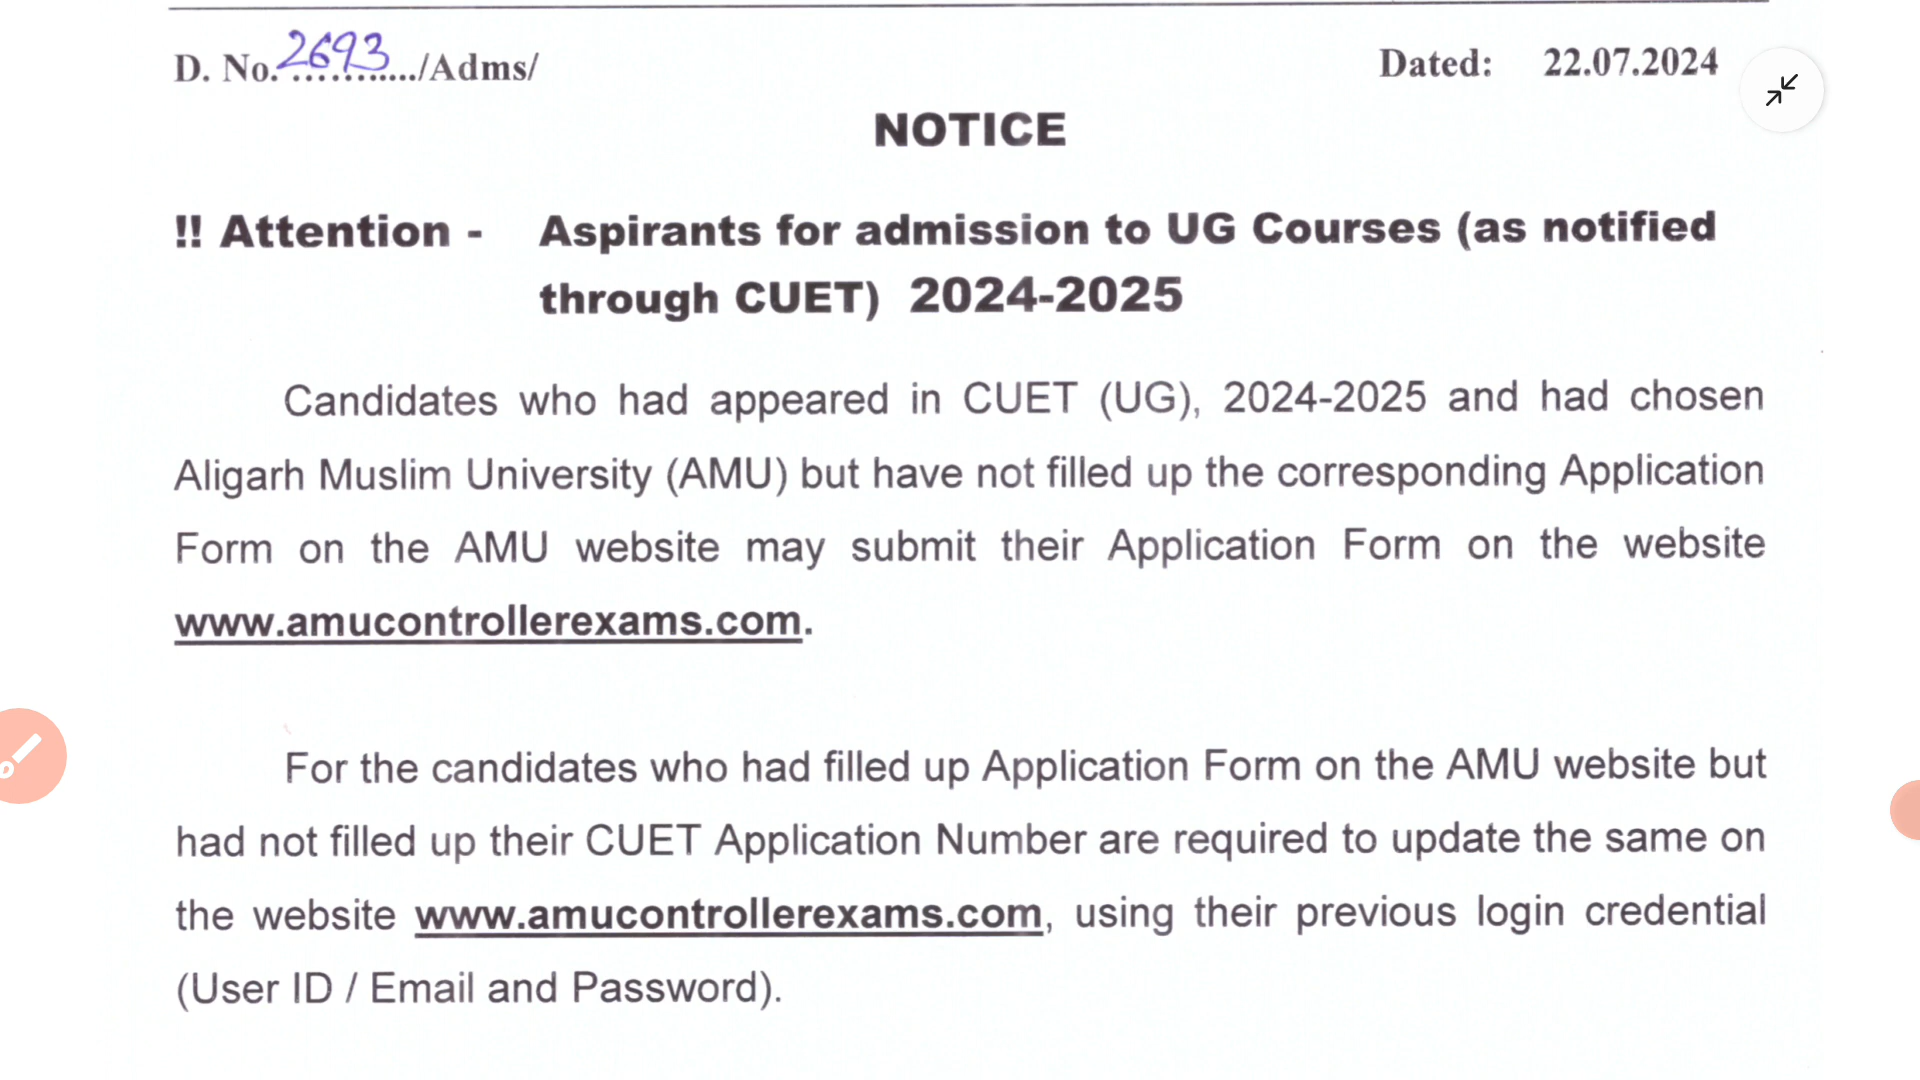 D. No. 2693.../Adms/ Dated: 22.07.2024
NOTICE
!! Attention - Aspirants for admission to UG Courses (as notified
through CUET) 2024-2025
Candidates who had appeared in CUET (UG), 2024-2025 and had chosen
Aligarh Muslim University (AMU) but have not filled up the corresponding Application
Form on the AMU website may submit their Application Form on the website
www.amucontrollerexams.com.
For the candidates who had filled up Application Form on the AMU website but
had not filled up their CUET Application Number are required to update the same on
the website www.amucontrollerexams.com, using their previous login credential
(User ID / Email and Password).